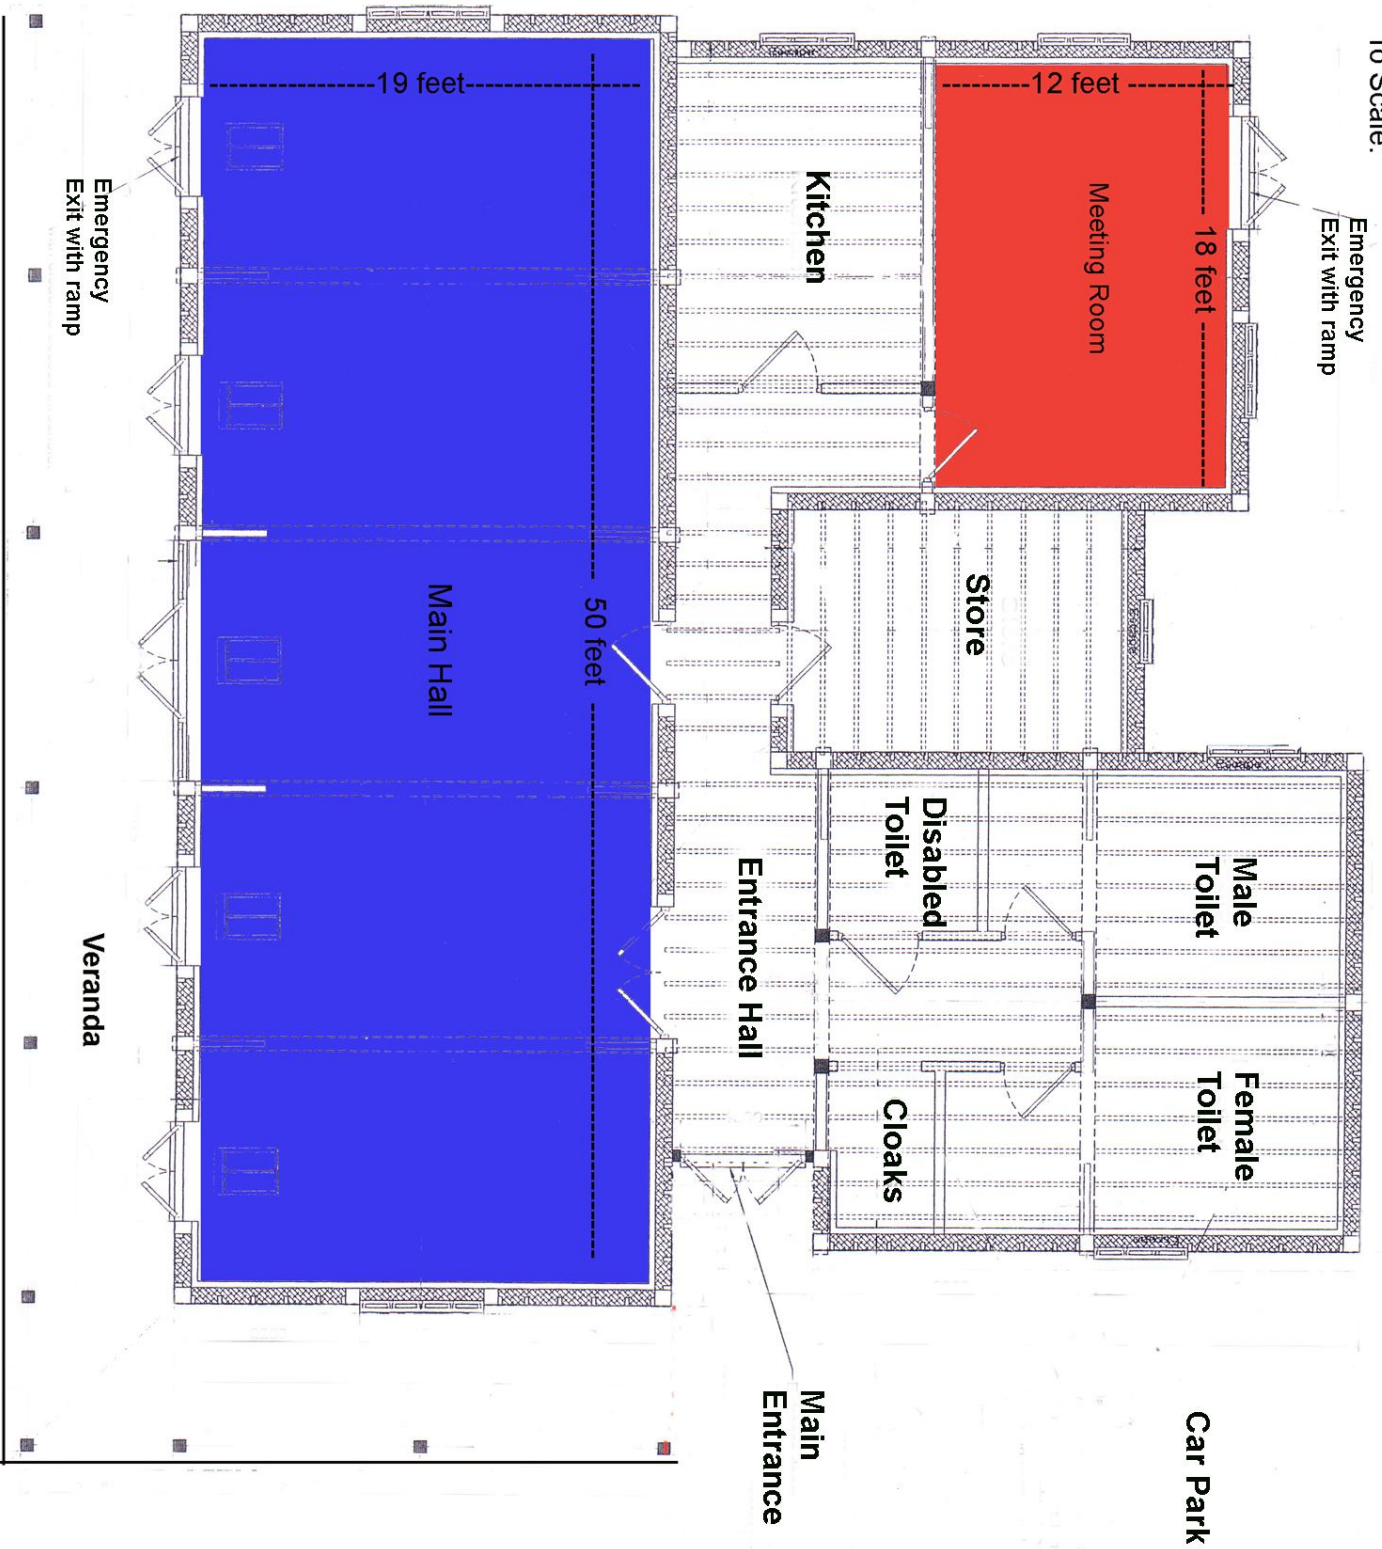 To Scale.
Emergency
Exit with ramp
12 feet
18 feet
Meeting Room
Kitchen
19 feet
50 feet
Main Hall
Emergency
Exit with ramp
Store
Male
Toilet
Disabled
Toilet
Entrance Hall
Female
Toilet
Cloaks
Veranda
Main
Entrance
Car Park